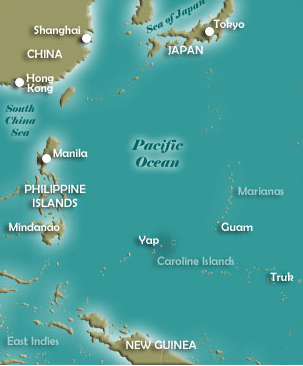 Sea of Japan
Shanghai
Tokyo
CHINA
JAPAN
Hong
Kong
South
China
Sea
Pacific
Ocean
Manila
PHILIPPINE
ISLANDS
Marianas
Mindanao
Guam
Yap
Caroline Islands
Truk
East Indies
NEW GUINEA